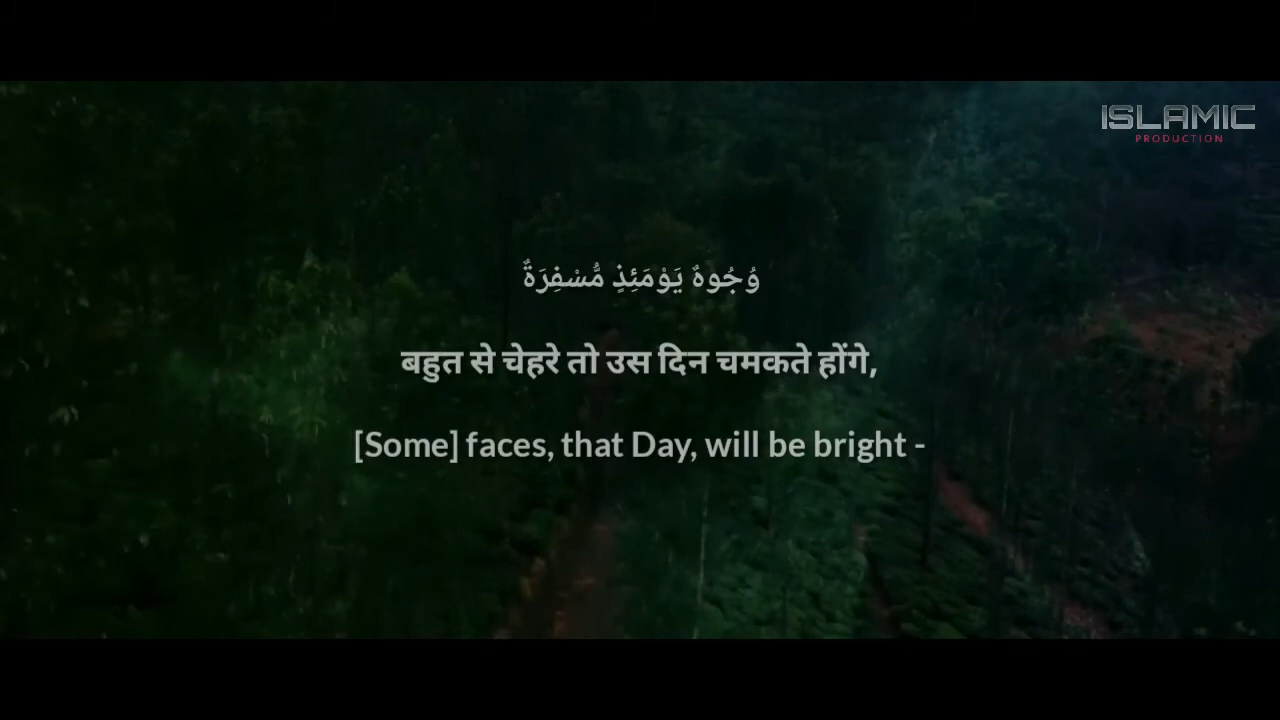 ISLAMIC
PRODUCTION
وُجُوهٌ يَوْمَئِذٍ مُّسْفِرَةٌ
बहुत से चेहरे तो उस दिन चमकते होंगे,
[Some] faces, that Day, will be bright -